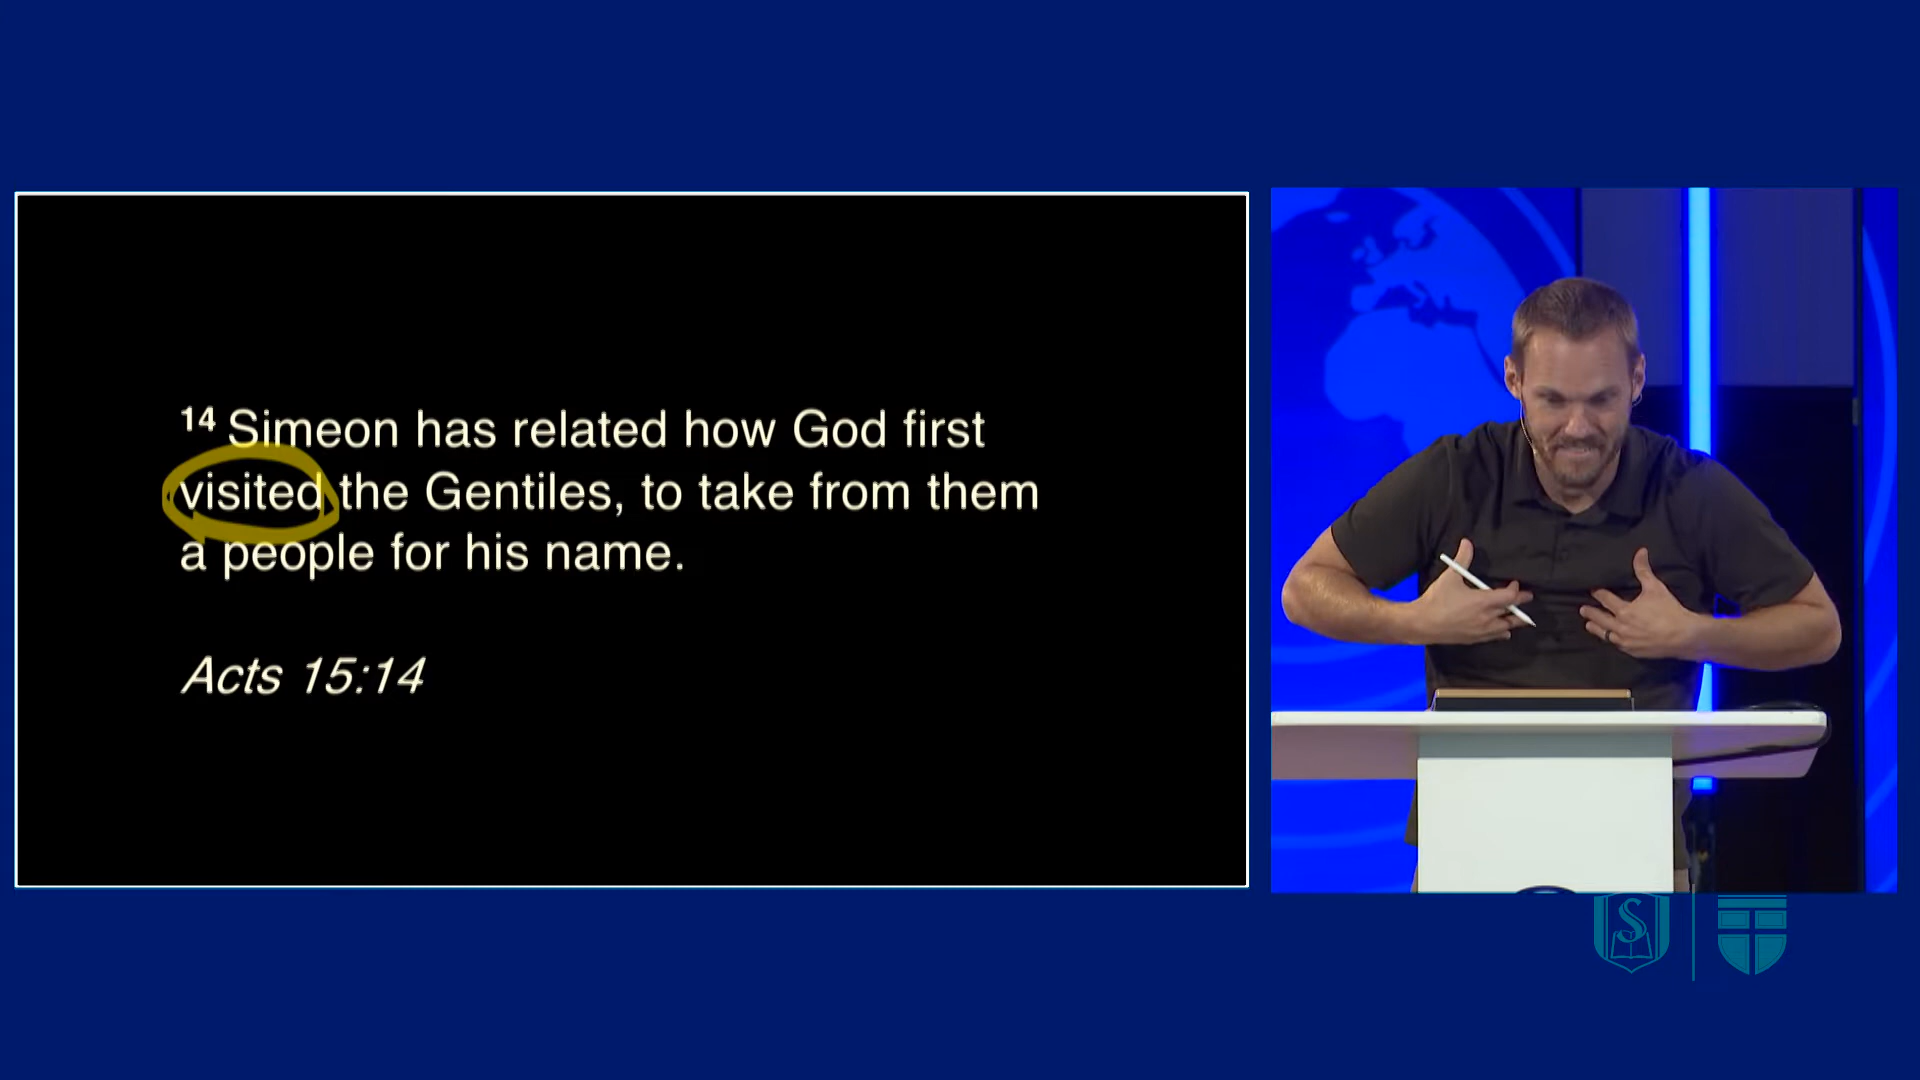 14 Simeon has related how God first
visited the Gentiles, to take from them
a people for his name.
Acts 15:14
S